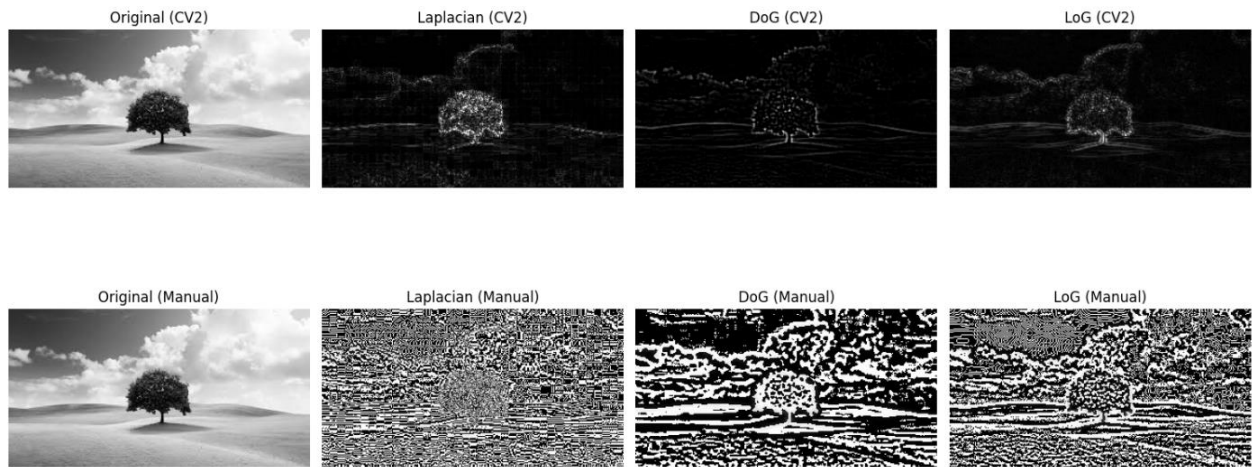 Original (CV2)
Laplacian (CV2)
DoG (CV2)
LoG (CV2)
Original (Manual)
Laplacian (Manual)
DoG (Manual)
LoG (Manual)